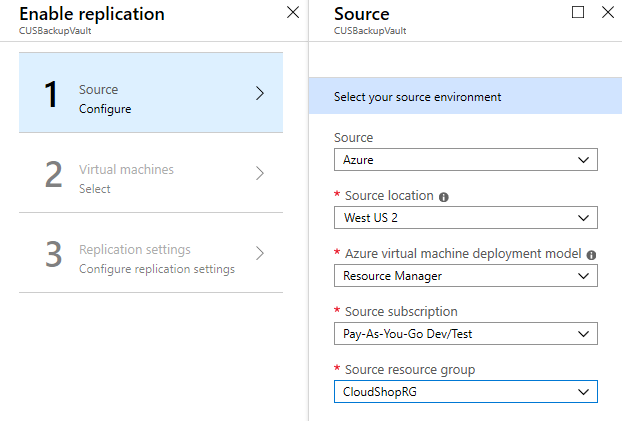 Enable replication
CUSBackupVault
1
Source
Configure
2
Virtual machines
Select
3
Replication settings
Configure replication settings
Source
CUSBackupVault
Select your source environment
Source
Azure
* Source location
West US 2
* Azure virtual machine deployment model
Resource Manager
* Source subscription
Pay-As-You-Go Dev/Test
* Source resource group
CloudShopRG